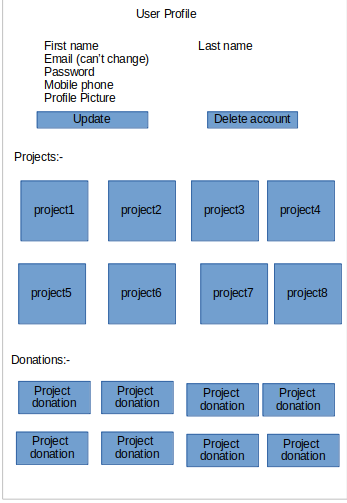 User Profile
First name Last name
Email (can't change)
Password
Mobile phone
Profile Picture
Update Delete account
Projects:-
project1 project2 project3 project4
project5 project6 project7 project8
Donations:-
Project Project Project Project
donation donation donation donation
Project Project Project Project
donation donation donation donation